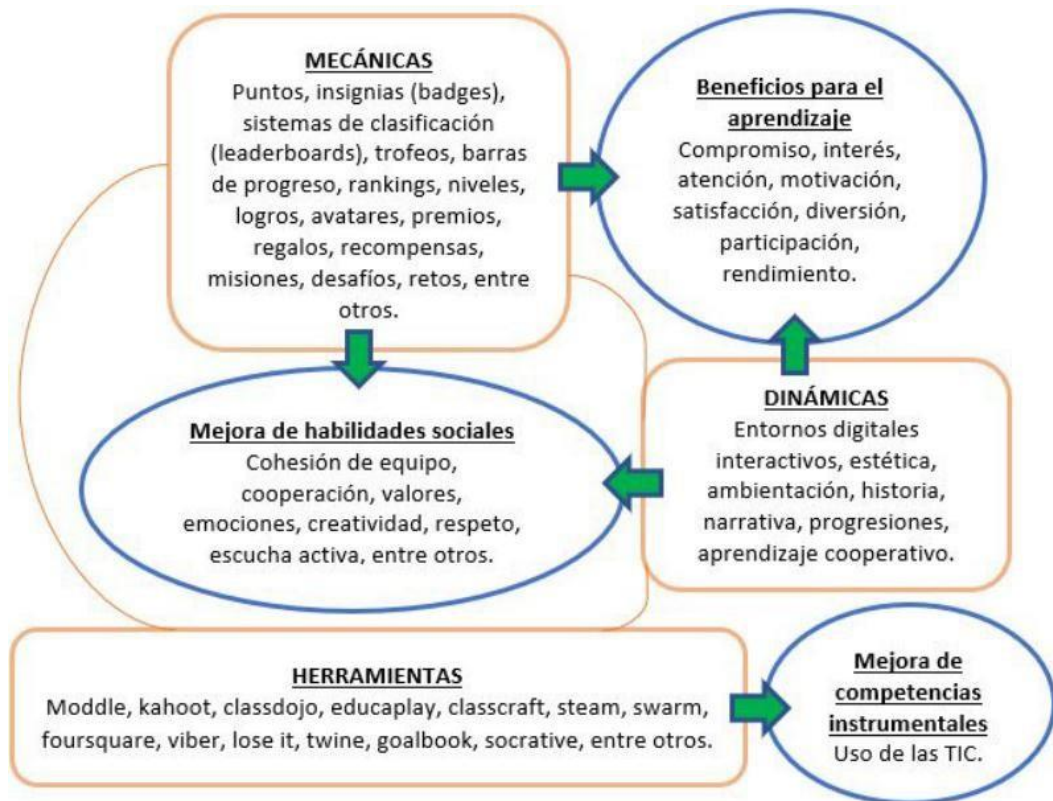 MECÁNICAS
Puntos, insignias (badges),
sistemas de clasificación
(leaderboards), trofeos, barras
de progreso, rankings, niveles,
logros, avatares, premios,
regalos, recompensas,
misiones, desafíos, retos, entre
otros.
Beneficios para el
aprendizaje
Compromiso, interés,
atención, motivación,
satisfacción, diversión,
participación,
rendimiento.
Mejora de habilidades sociales
Cohesión de equipo,
cooperación, valores,
emociones, creatividad, respeto,
escucha activa, entre otros.
DINÁMICAS
Entornos digitales
interactivos, estética,
ambientación, historia,
narrativa, progresiones,
aprendizaje cooperativo.
HERRAMIENTAS
Moddle, kahoot, classdojo, educaplay, classcraft, steam, swarm,
foursquare, viber, lose it, twine, goalbook, socrative, entre otros.
Mejora de
competencias
instrumentales
Uso de las TIC.